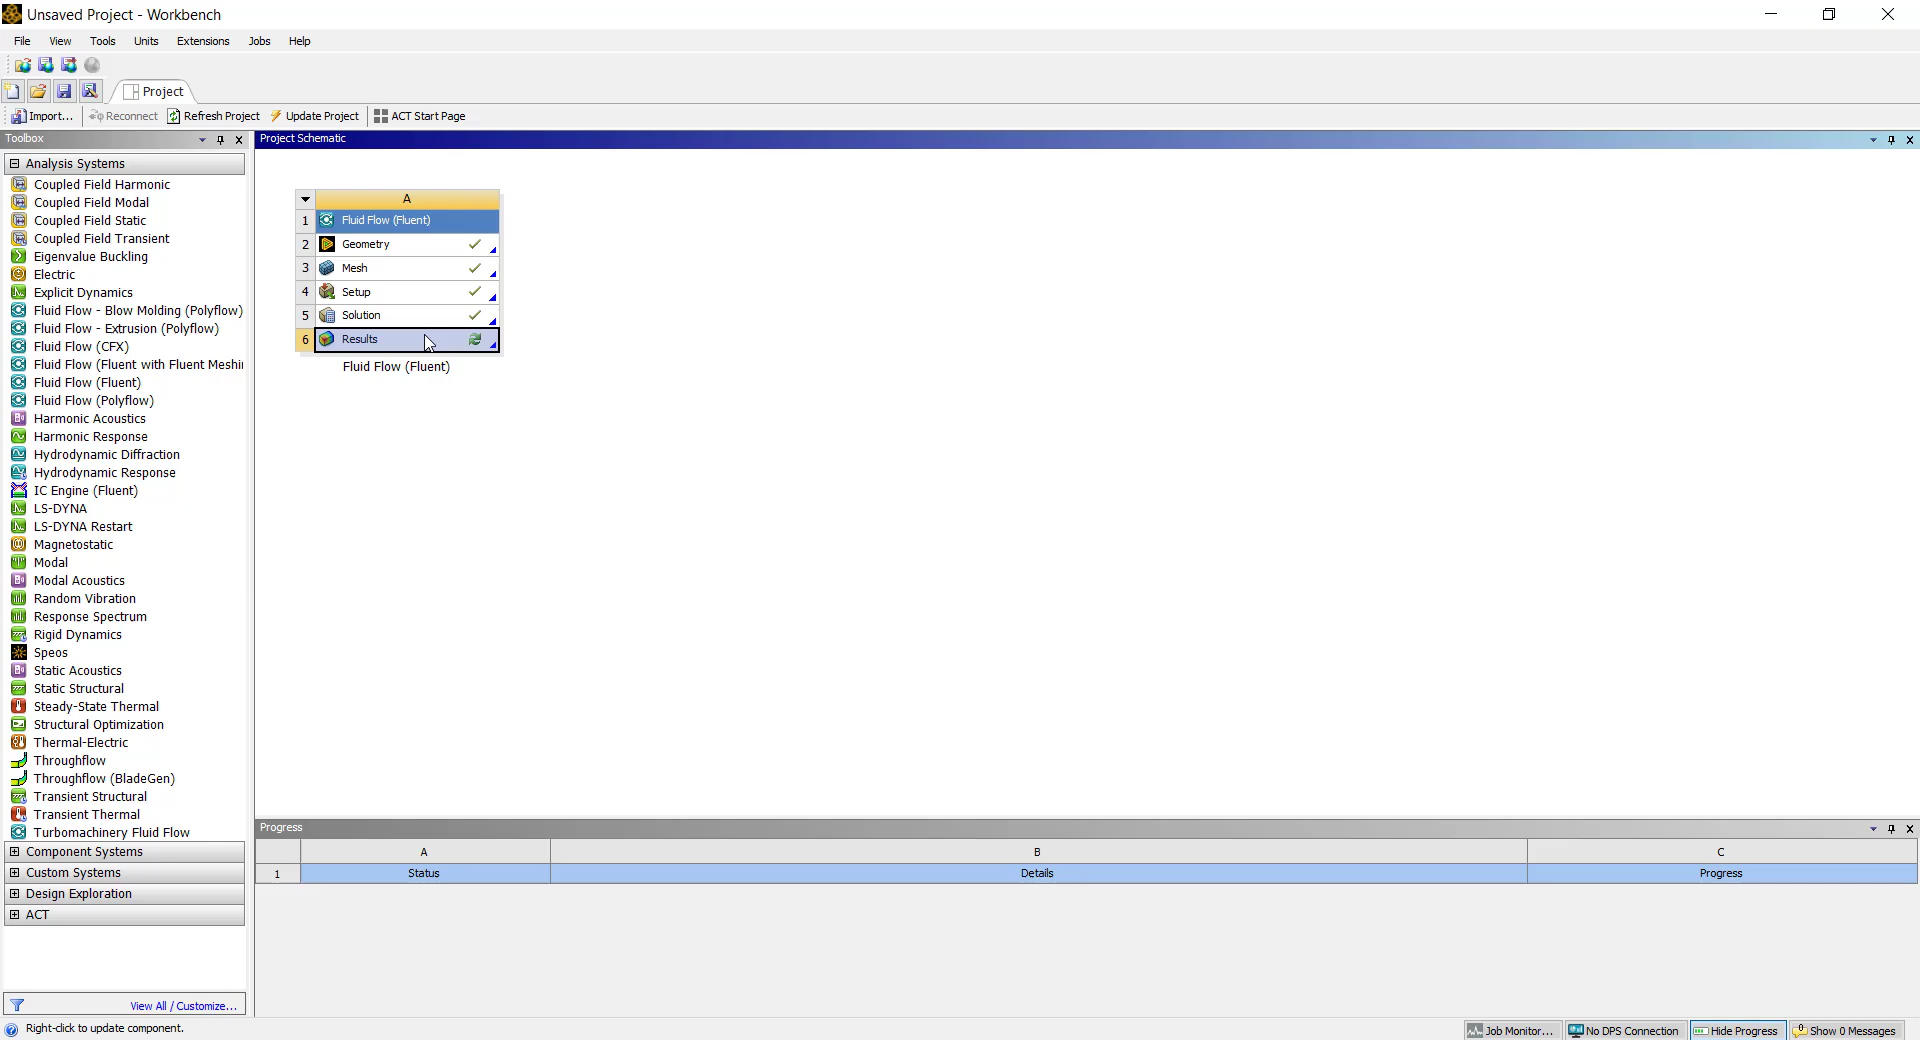 Unsaved Project - Workbench
File View Tools Units Extensions Jobs Help
Project
Import... Reconnect Refresh Project Update Project ACT Start Page
Toolbox
Analysis Systems
Coupled Field Harmonic
Coupled Field Modal
Coupled Field Static
Coupled Field Transient
Eigenvalue Buckling
Electric
Explicit Dynamics
Fluid Flow - Blow Molding (Polyflow)
Fluid Flow - Extrusion (Polyflow)
Fluid Flow (CFX)
Fluid Flow (Fluent with Fluent Meshi
Fluid Flow (Fluent)
Fluid Flow (Polyflow)
Harmonic Acoustics
Harmonic Response
Hydrodynamic Diffraction
Hydrodynamic Response
IC Engine (Fluent)
LS-DYNA
LS-DYNA Restart
Magnetostatic
Modal
Modal Acoustics
Random Vibration
Response Spectrum
Rigid Dynamics
Speos
Static Acoustics
Static Structural
Steady-State Thermal
Structural Optimization
Thermal-Electric
Throughflow
Throughflow (BladeGen)
Transient Structural
Transient Thermal
Turbomachinery Fluid Flow
Component Systems
Custom Systems
Design Exploration
ACT
View All / Customize...
Project Schematic
A
1 Fluid Flow (Fluent)
2 Geometry
3 Mesh
4 Setup
5 Solution
6 Results
Fluid Flow (Fluent)
Progress
A B C
1 Status Details Progress
Right-click to update component.
Job Monitor... No DPS Connection Hide Progress Show 0 Messages